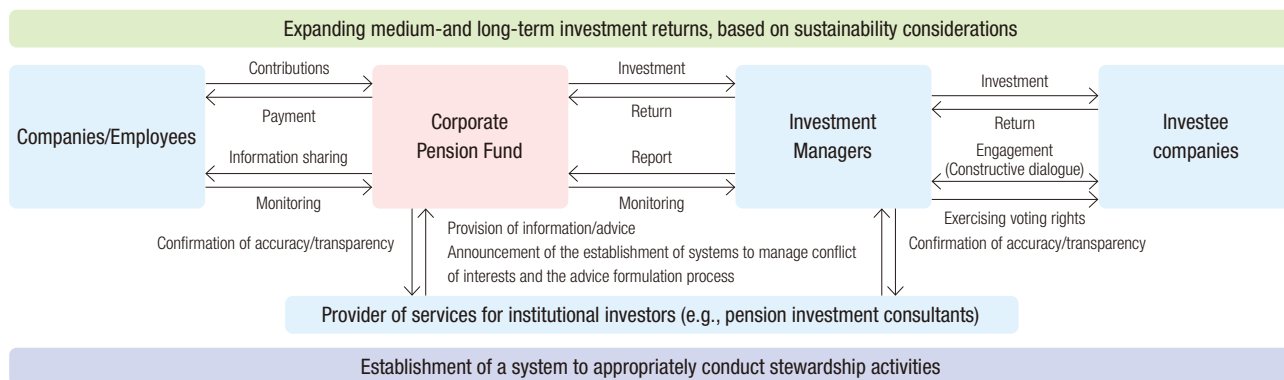 Expanding medium-and long-term investment returns, based on sustainability considerations
Companies/Employees
Contributions
Payment
Information sharing
Monitoring
Corporate
Pension Fund
Investment
Return
Report
Monitoring
Investment
Managers
Investment
Return
Engagement
(Constructive dialogue)
Exercising voting rights
Investee
companies
Confirmation of accuracy/transparency
Provision of information/advice
Announcement of the establishment of systems to manage conflict
of interests and the advice formulation process
Confirmation of accuracy/transparency
Provider of services for institutional investors (e.g., pension investment consultants)
Establishment of a system to appropriately conduct stewardship activities